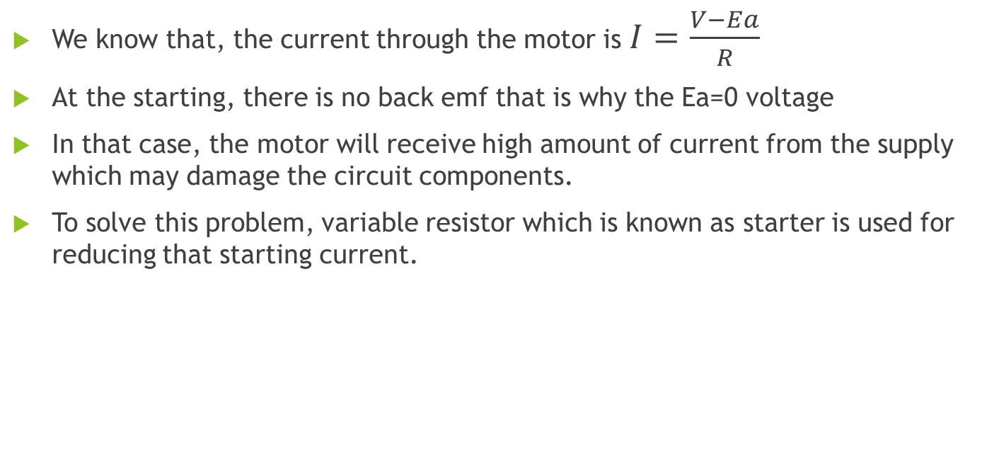 We know that, the current through the motor is I = \frac{V−Ea}{R}
At the starting, there is no back emf that is why the Ea=0 voltage
In that case, the motor will receive high amount of current from the supply
which may damage the circuit components.
To solve this problem, variable resistor which is known as starter is used for
reducing that starting current.